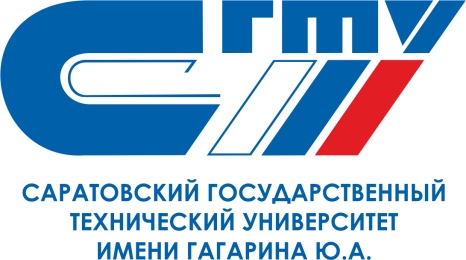 СГТУ
САРАТОВСКИЙ ГОСУДАРСТВЕННЫЙ
ТЕХНИЧЕСКИЙ УНИВЕРСИТЕТ
ИМЕНИ ГАГАРИНА Ю.А.